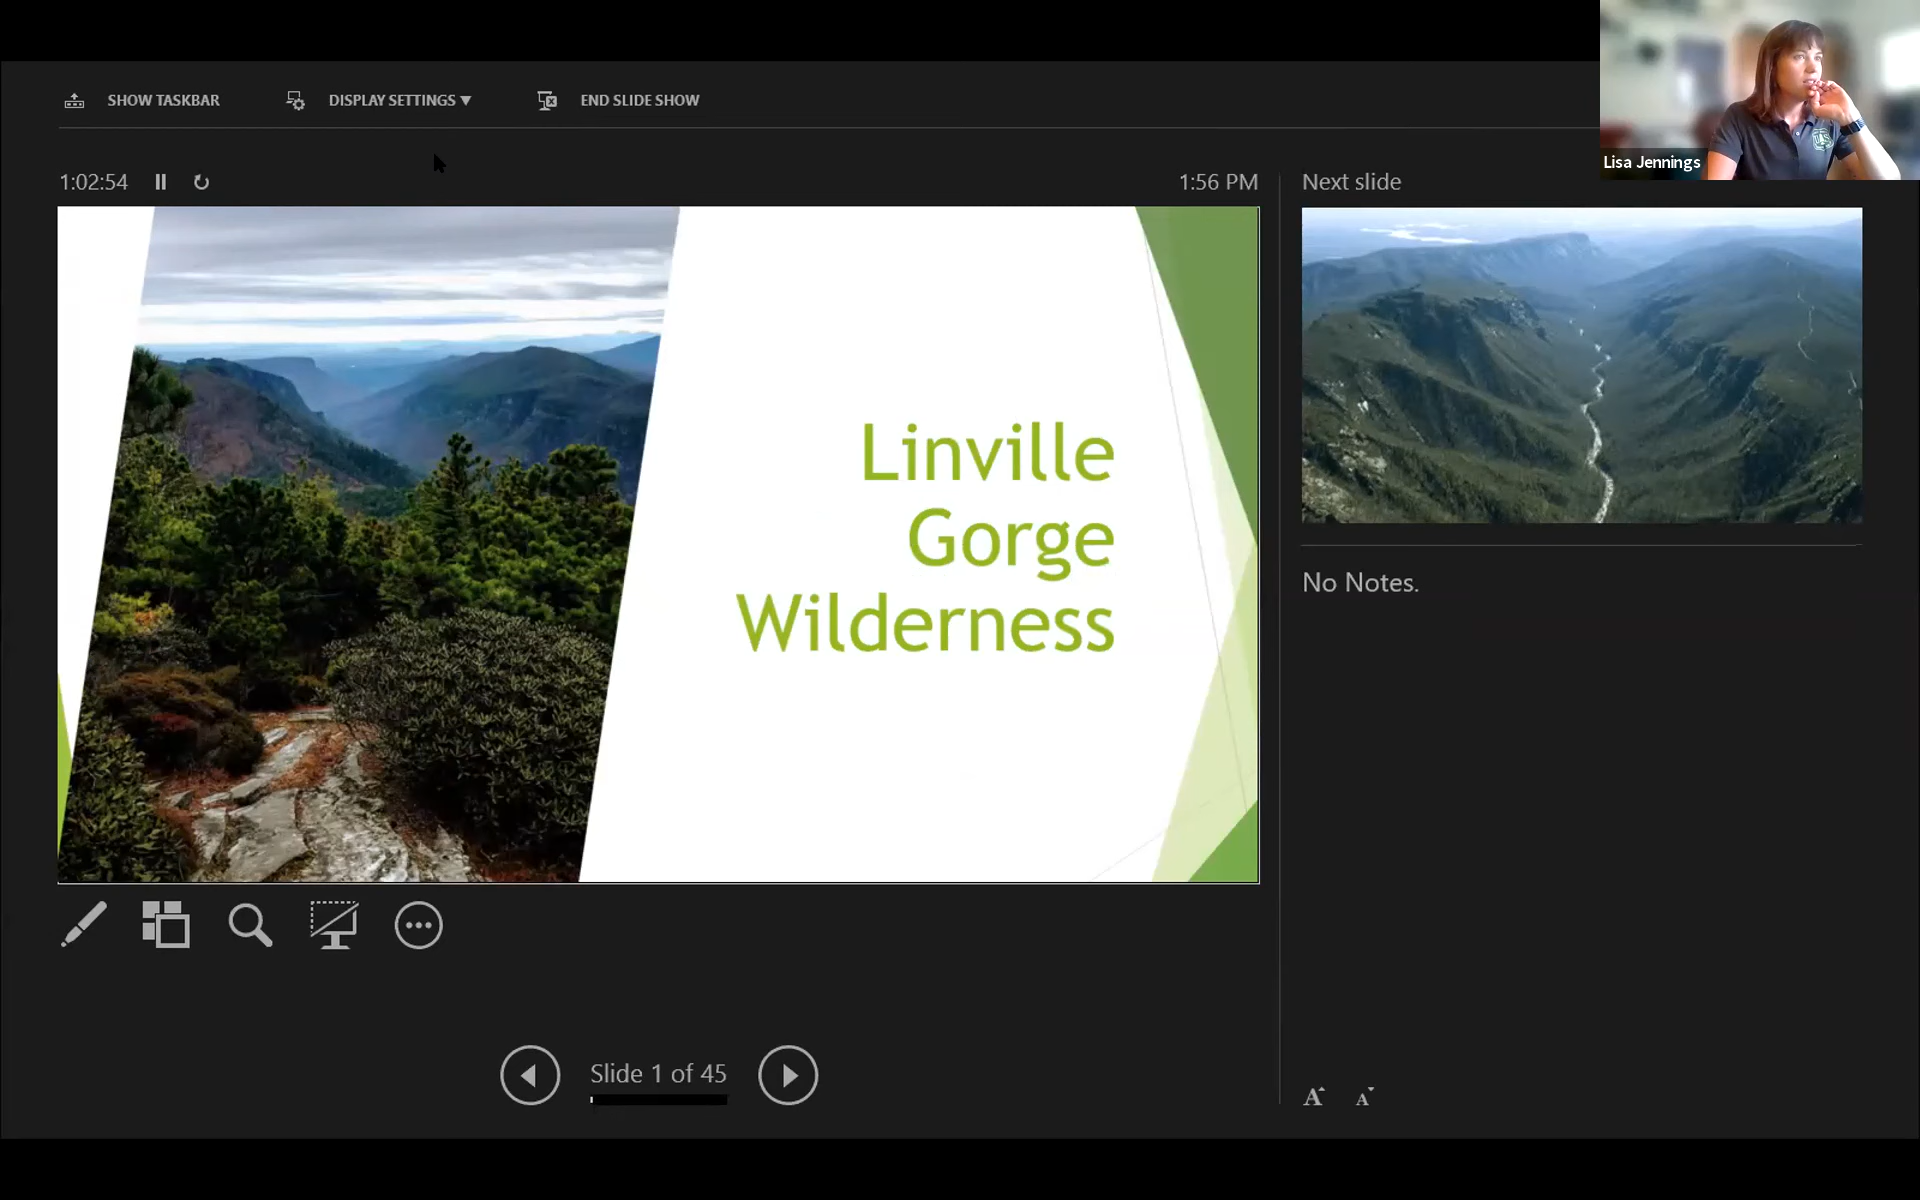 SHOW TASKBAR
DISPLAY SETTINGS ▼
END SLIDE SHOW
Lisa Jennings
1:02:54
1:56 PM
Next slide
Linville
Gorge
Wilderness
No Notes.
Slide 1 of 45
A
A